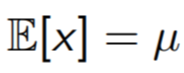 𝔼[x] = μ